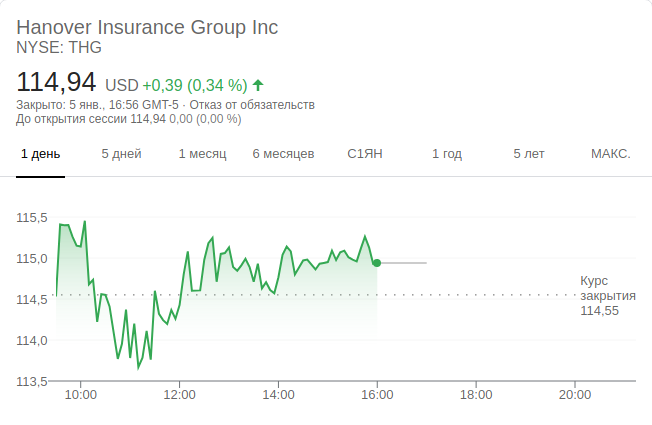 Hanover Insurance Group Inc
NYSE: THG
114,94 USD +0,39 (0,34 %)
Закрыто: 5 янв., 16:56 GMT-5 · Отказ от обязательств
До открытия сессии 114,94 0,00 (0,00 %)
1 день 5 дней 1 месяц 6 месяцев С1ЯН 1 год 5 лет МАКС.
115,5
115,0
114,5
114,0
113,5
Курс
закрытия
114,55
10:00 12:00 14:00 16:00 18:00 20:00